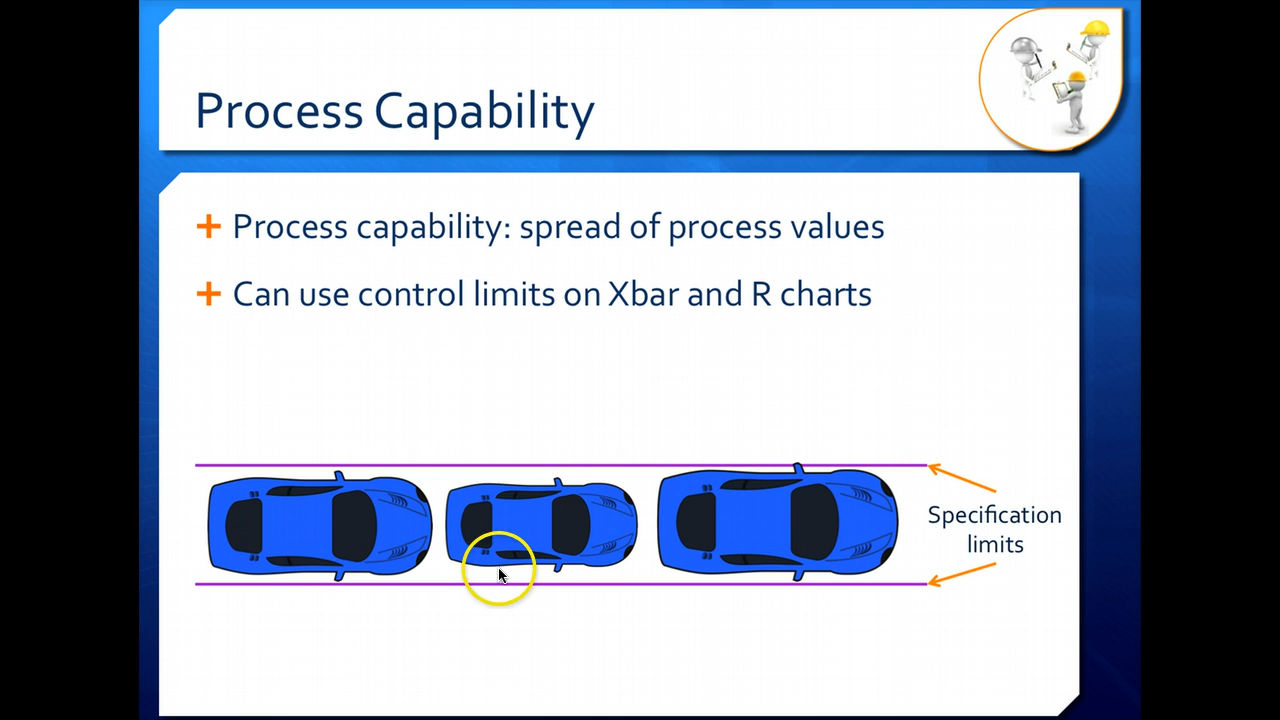 Process Capability
Process capability: spread of process values
Can use control limits on Xbar and R charts
Specification
limits